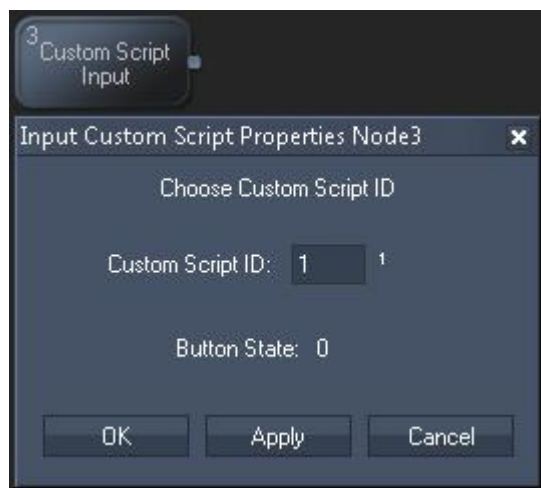 3
Custom Script
Input
Input Custom Script Properties Node3 ×
Choose Custom Script ID
Custom Script ID: 1 1
Button State: 0
OK Apply Cancel